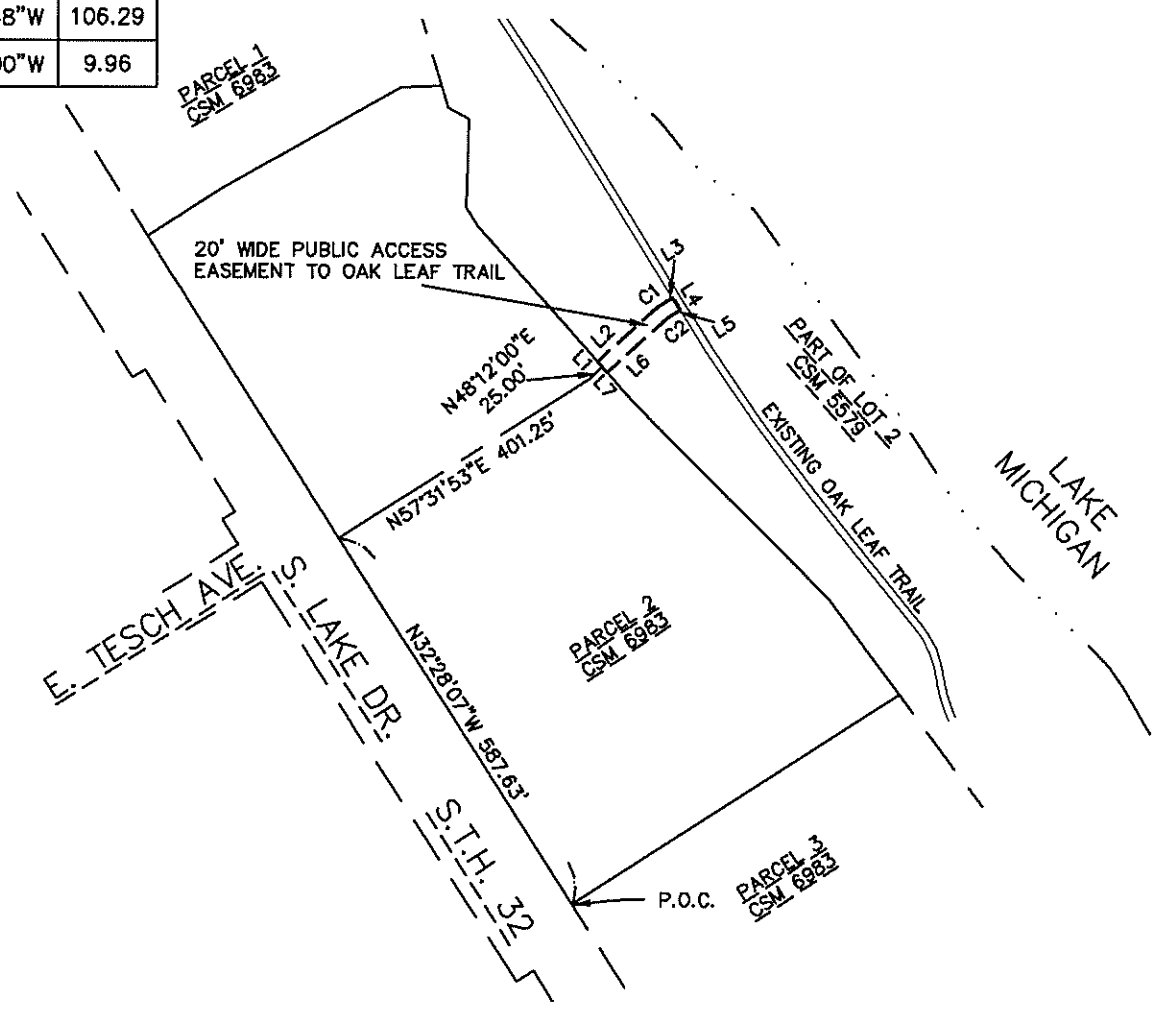 8"W 106.29
00"W 9.96
PARCEL 1
CSM 6983
20' WIDE PUBLIC ACCESS
EASEMENT TO OAK LEAF TRAIL
L3
C1
L4
L2
C2
L5
L1
L6
L7
N48°12'00"E
25.00'
N57°31'53"E 401.25'
PART OF LOT 2
CSM 5579
EXISTING OAK LEAF TRAIL
LAKE
MICHIGAN
E. TESCH AVE.
S. LAKE DR.
N32°28'07"W 587.63'
PARCEL 2
CSM 6983
S.T.H. 32
P.O.C.
PARCEL 3
CSM 6983